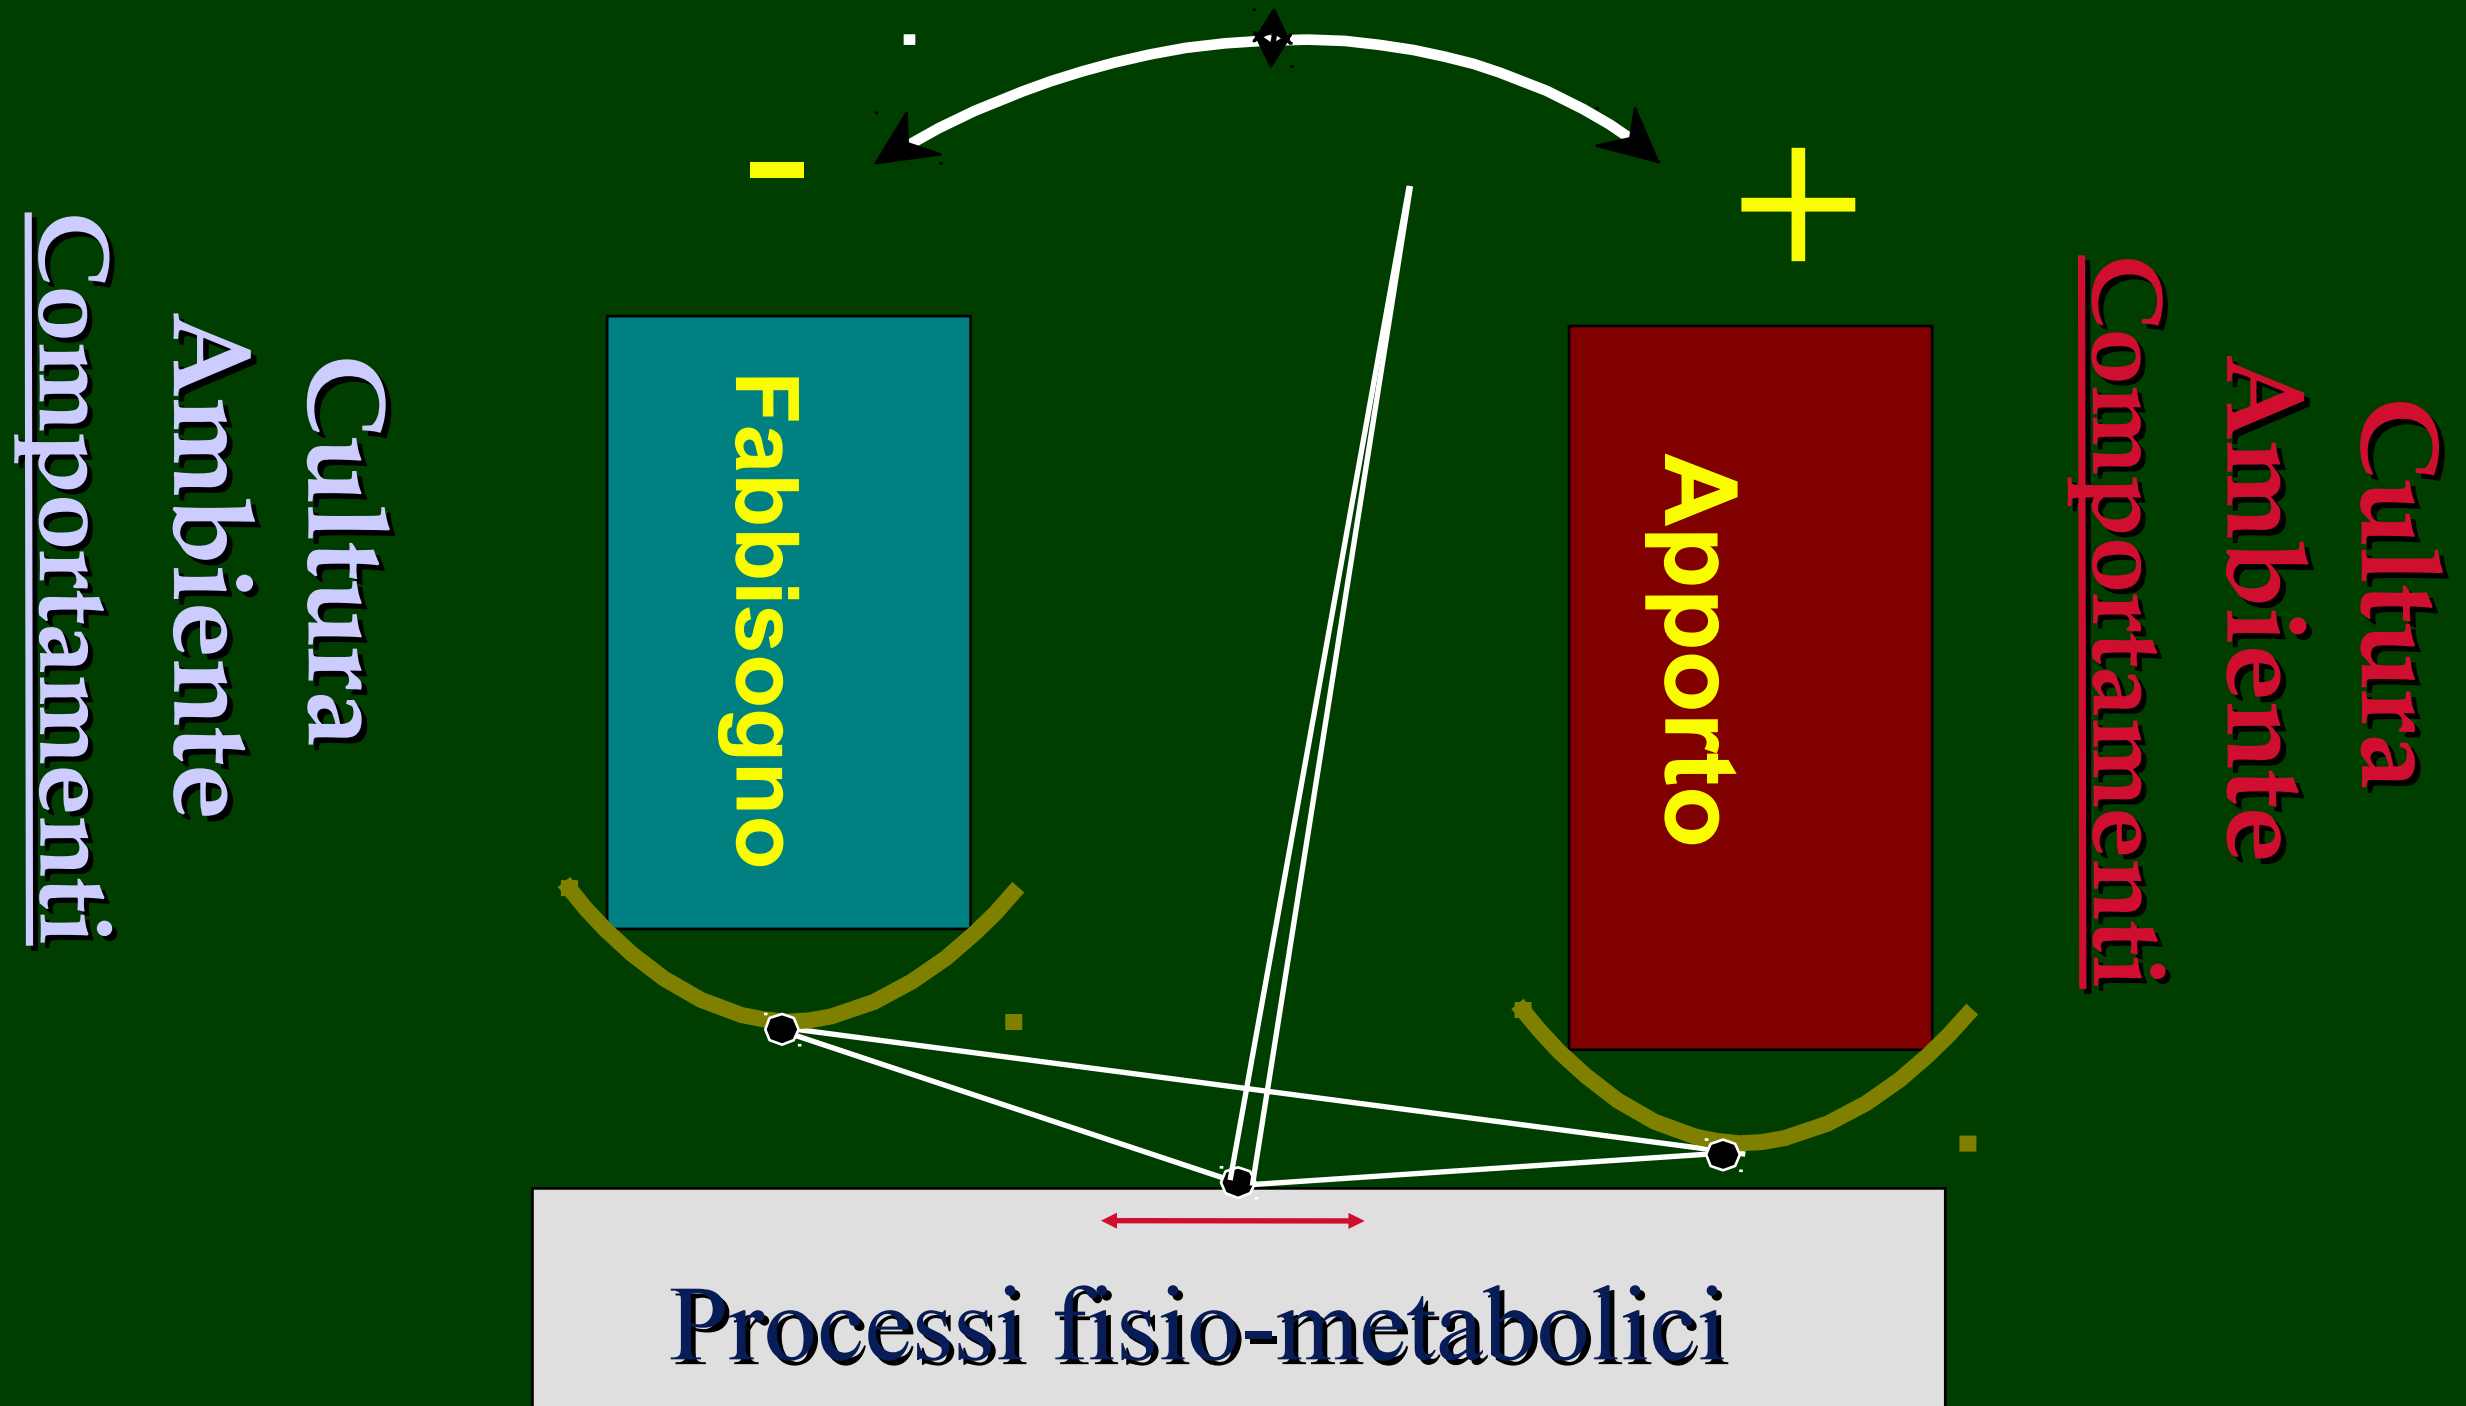 -
+
Cultura
Ambiente
Comportamenti
Fabbisogno
Apporto
Cultura
Ambiente
Comportamenti
Processi fisio-metabolici